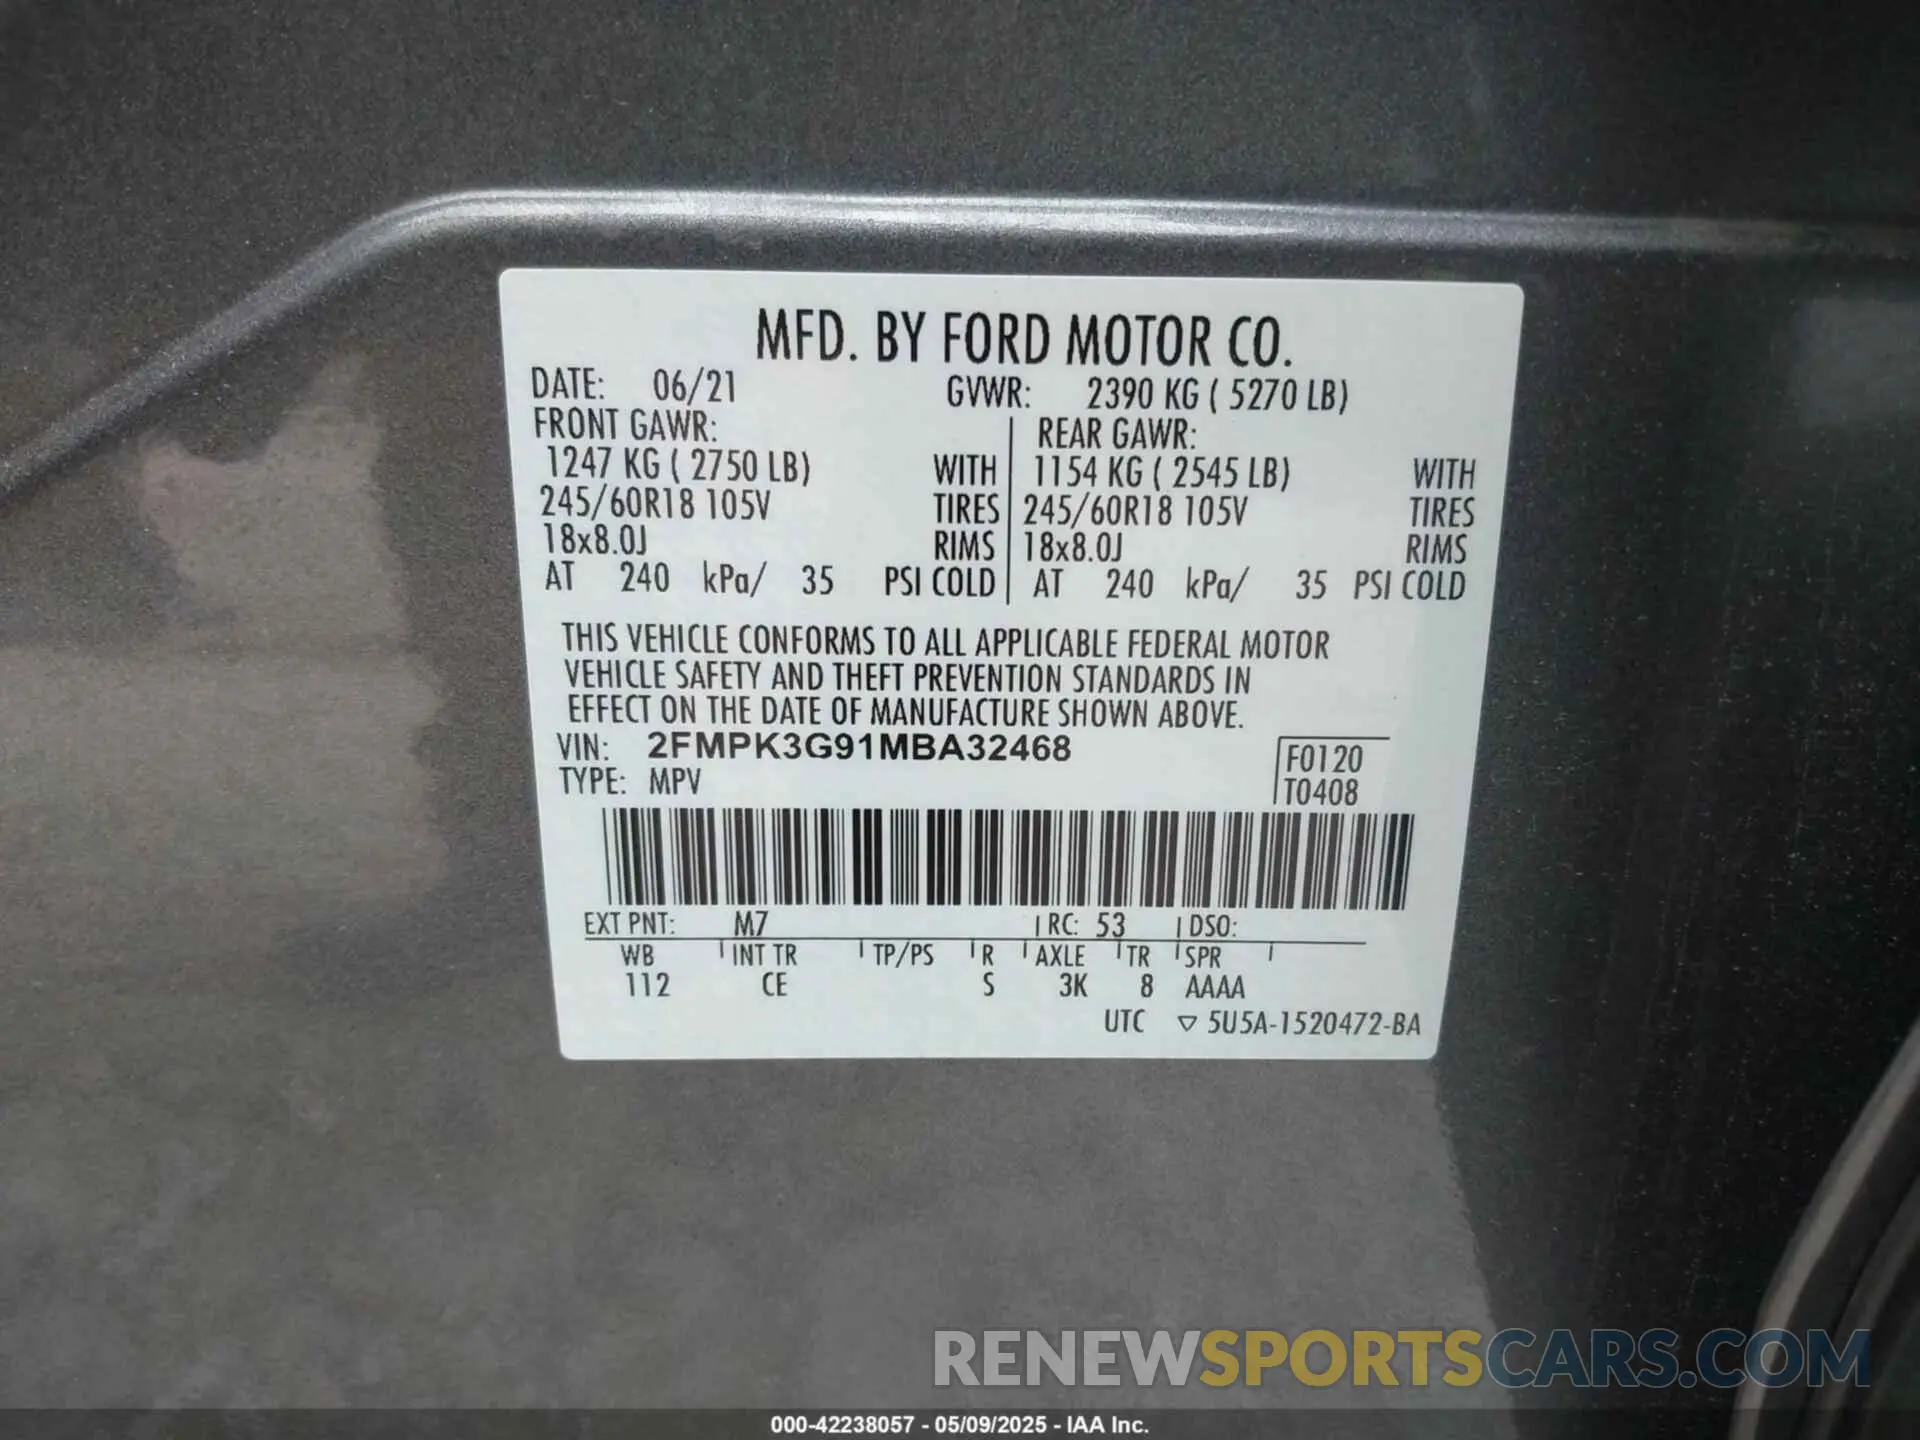 MFD. BY FORD MOTOR CO.
DATE: 06/21 GVWR: 2390 KG ( 5270 LB)
FRONT GAWR: REAR GAWR:
1247 KG ( 2750 LB) WITH 1154 KG ( 2545 LB) WITH
245/60R18 105V TIRES 245/60R18 105V TIRES
18x8.0J RIMS 18x8.0J RIMS
AT 240 kPa/ 35 PSI COLD AT 240 kPa/ 35 PSI COLD
THIS VEHICLE CONFORMS TO ALL APPLICABLE FEDERAL MOTOR
VEHICLE SAFETY AND THEFT PREVENTION STANDARDS IN
EFFECT ON THE DATE OF MANUFACTURE SHOWN ABOVE.
VIN: 2FMPK3G91MBA32468 F0120
TYPE: MPV T0408
EXT PNT: M7 RC: 53 DSO:
WB INT TR TP/PS R AXLE TR SPR
112 CE S 3K 8 AAAA
UTC ▽ 5U5A-1520472-BA
RENEWSPORTSCARS.COM
000-42238057 - 05/09/2025 - IAA Inc.